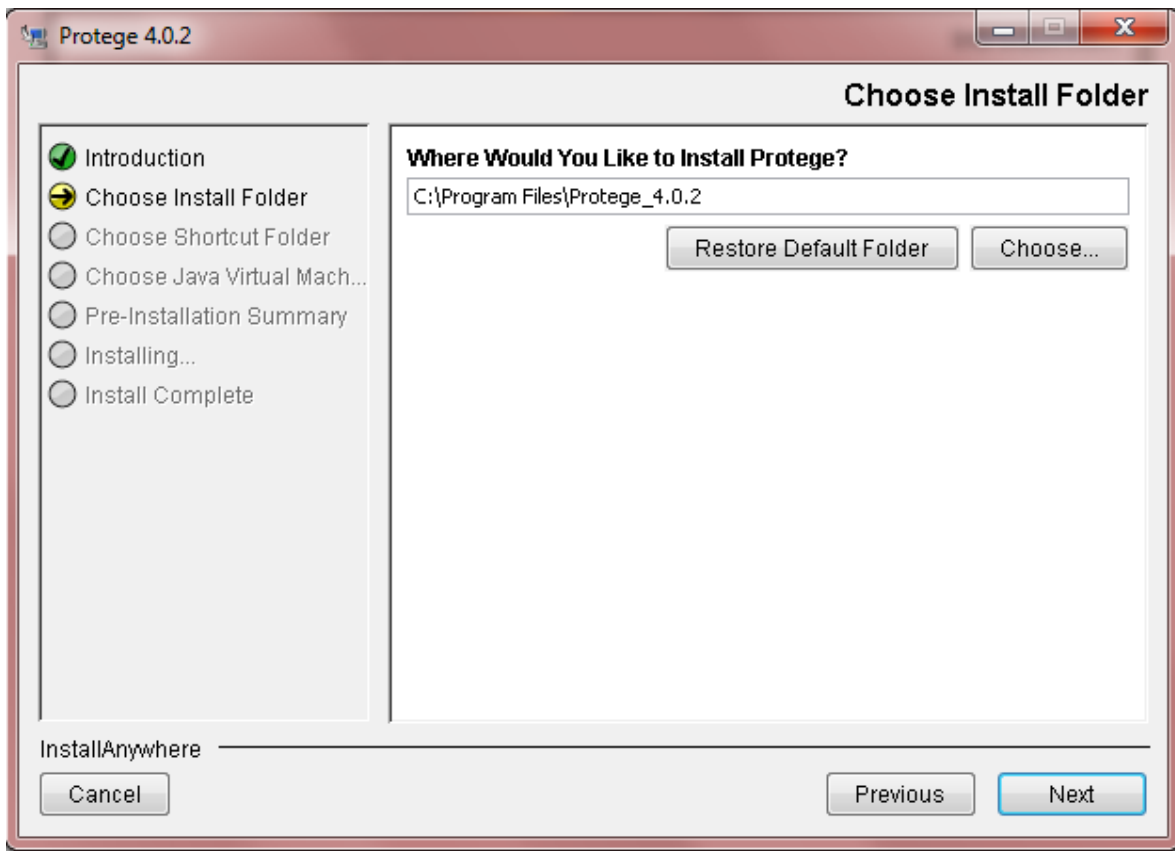 Protege 4.0.2
Choose Install Folder
Introduction
Choose Install Folder
Choose Shortcut Folder
Choose Java Virtual Mach...
Pre-Installation Summary
Installing...
Install Complete
Where Would You Like to Install Protege?
C:\Program Files\Protege_4.0.2
Restore Default Folder
Choose...
InstallAnywhere
Cancel
Previous
Next